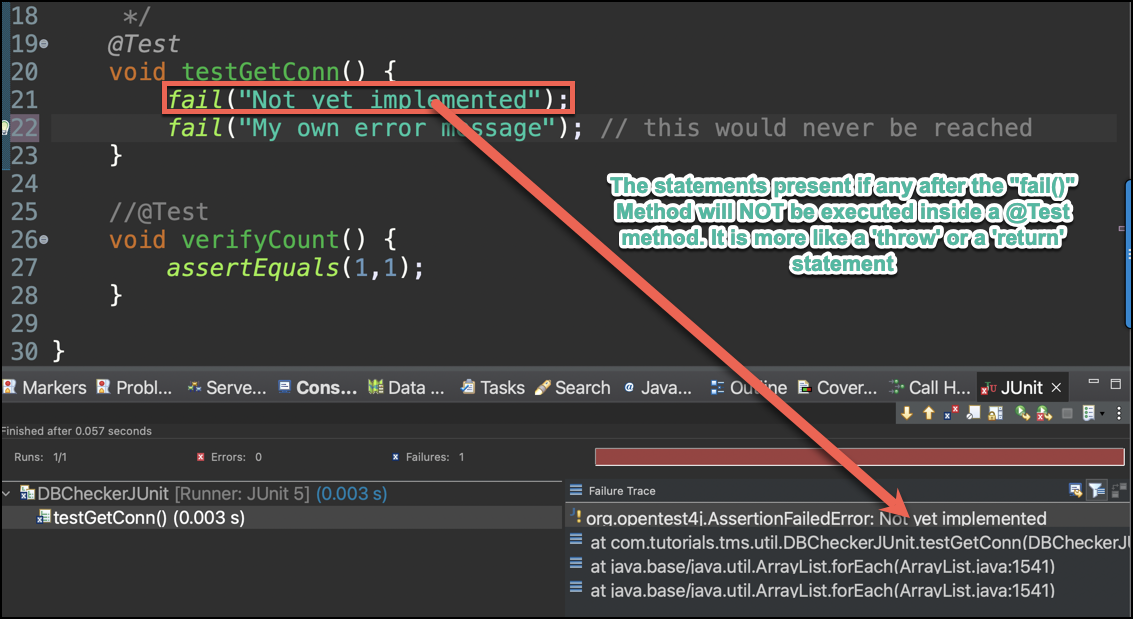 18 */
19 @Test
20 void testGetConn() {
21 fail("Not yet implemented");
22 fail("My own error message"); // this would never be reached
23 }
24
25 //@Test
26 void verifyCount() {
27 assertEquals(1,1);
28 }
29
30 }
The statements present if any after the "fail()"
Method will NOT be executed inside a @Test
method. It is more like a 'throw' or a 'return'
statement
Markers Probl... Serve... Cons... Data ... Tasks Search Java... Outline Cover... Call H... JUnit
Finished after 0.057 seconds
Runs: 1/1 Errors: 0 Failures: 1
DBCheckerJUnit [Runner: JUnit 5] (0.003 s)
testGetConn() (0.003 s)
Failure Trace
org.opentest4j.AssertionFailedError: Not yet implemented
at com.tutorials.tms.util.DBCheckerJUnit.testGetConn(DBCheckerJU
at java.base/java.util.ArrayList.forEach(ArrayList.java:1541)
at java.base/java.util.ArrayList.forEach(ArrayList.java:1541)